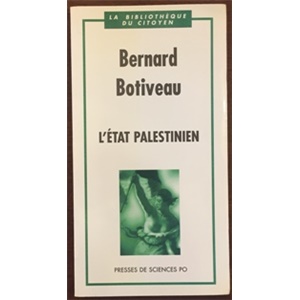 LA BIBLIOTHÈQUE
DU CITOYEN
Bernard
Botiveau
L'ÉTAT PALESTINIEN
PRESSES DE SCIENCES PO